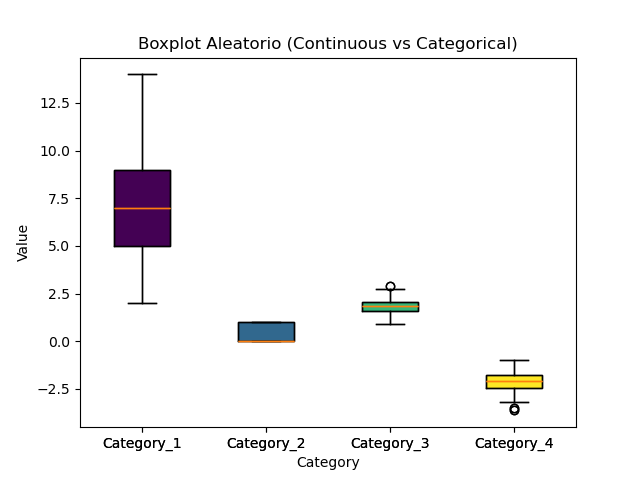 Boxplot Aleatorio (Continuous vs Categorical)
12.5
10.0
7.5
5.0
2.5
0.0
−2.5
Value
Category_1 Category_2 Category_3 Category_4
Category